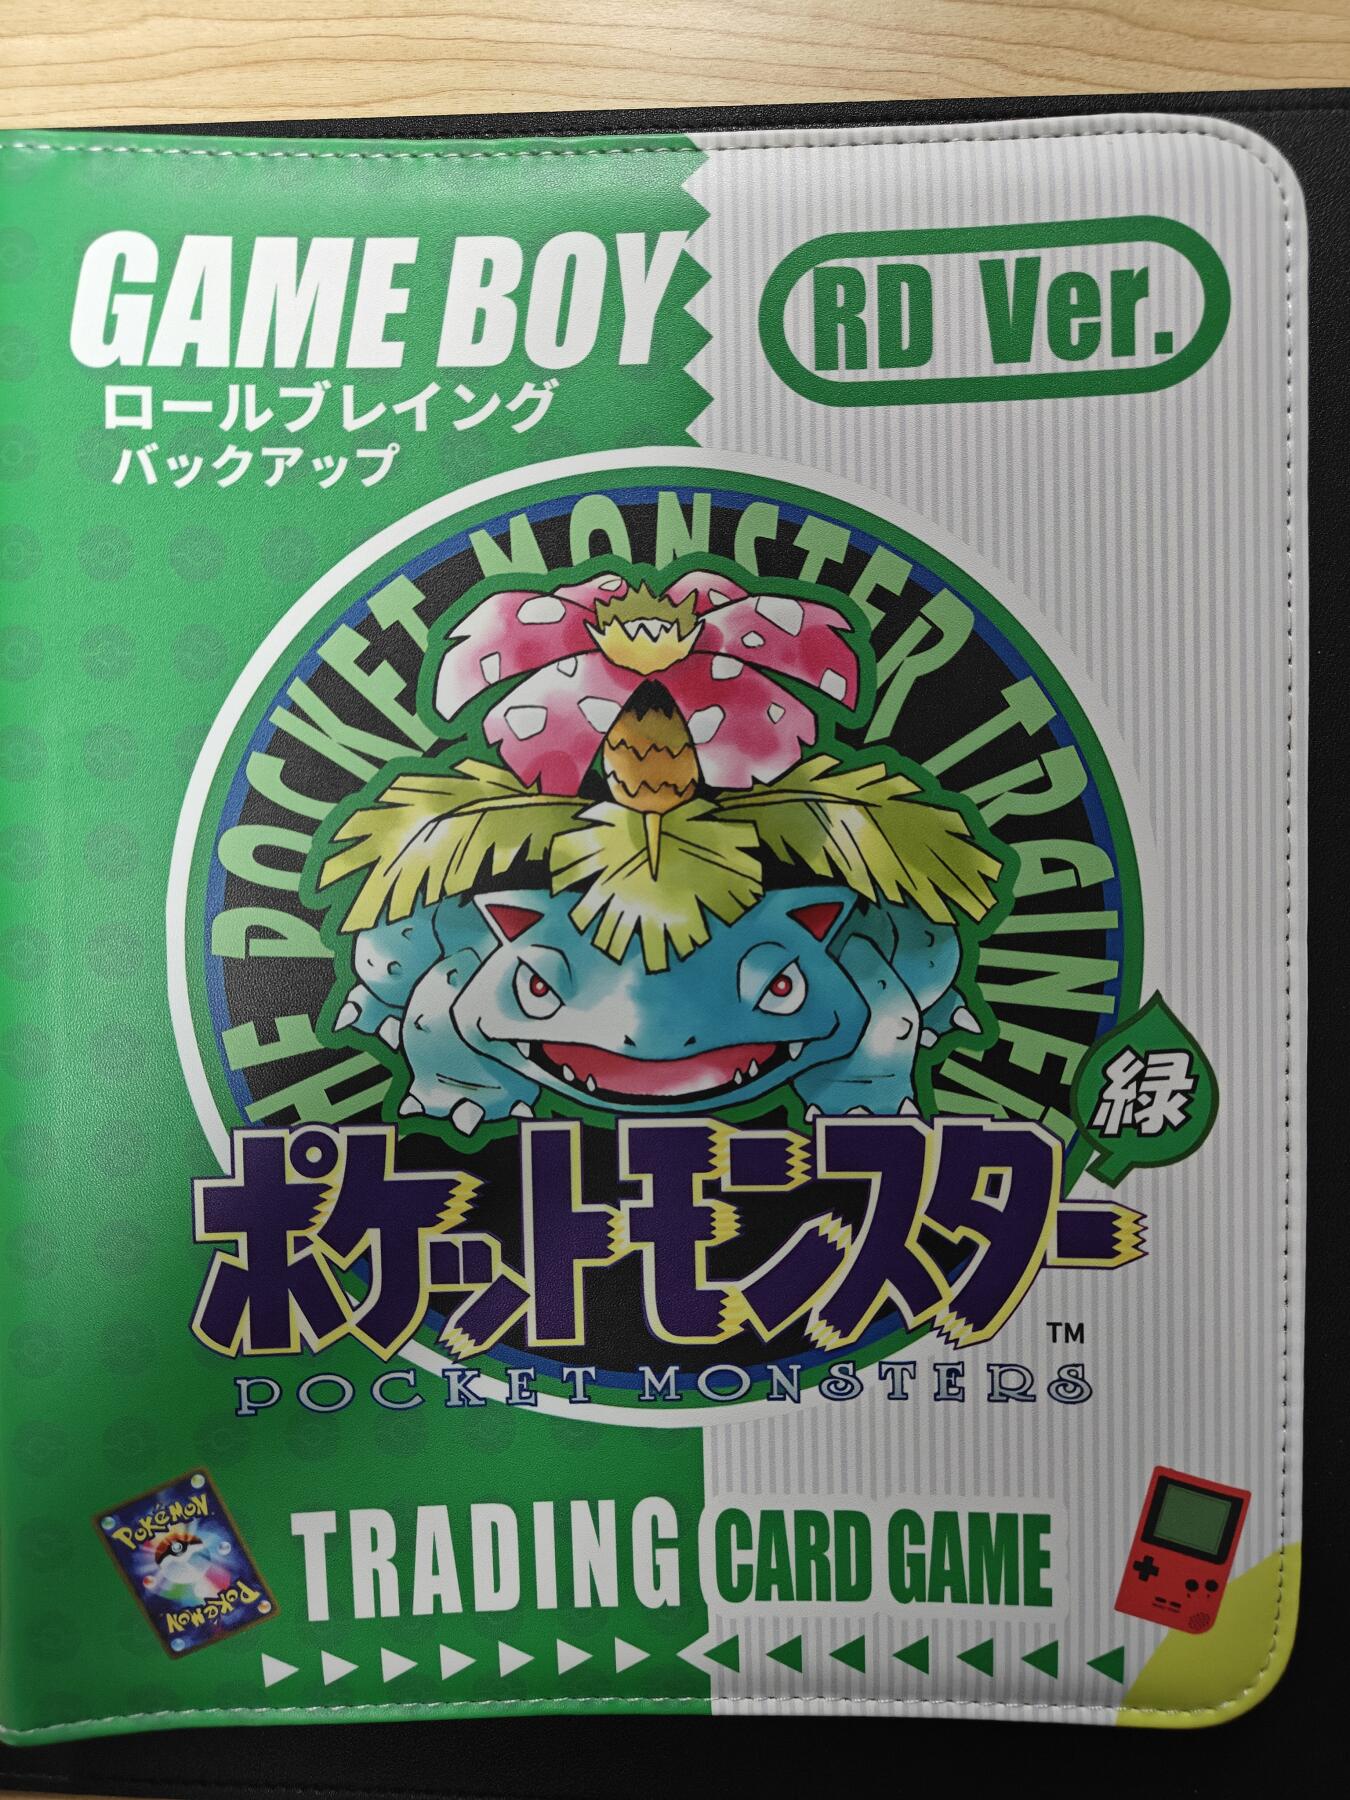 GAME BOY
RD Ver.
ロールブレイング
バックアップ
HE POCKET MONSTER TRAINER
緑
ポケットモンスター
TM
POCKET MONSTERS
POKéMON
POKéMON
TRADING CARD GAME